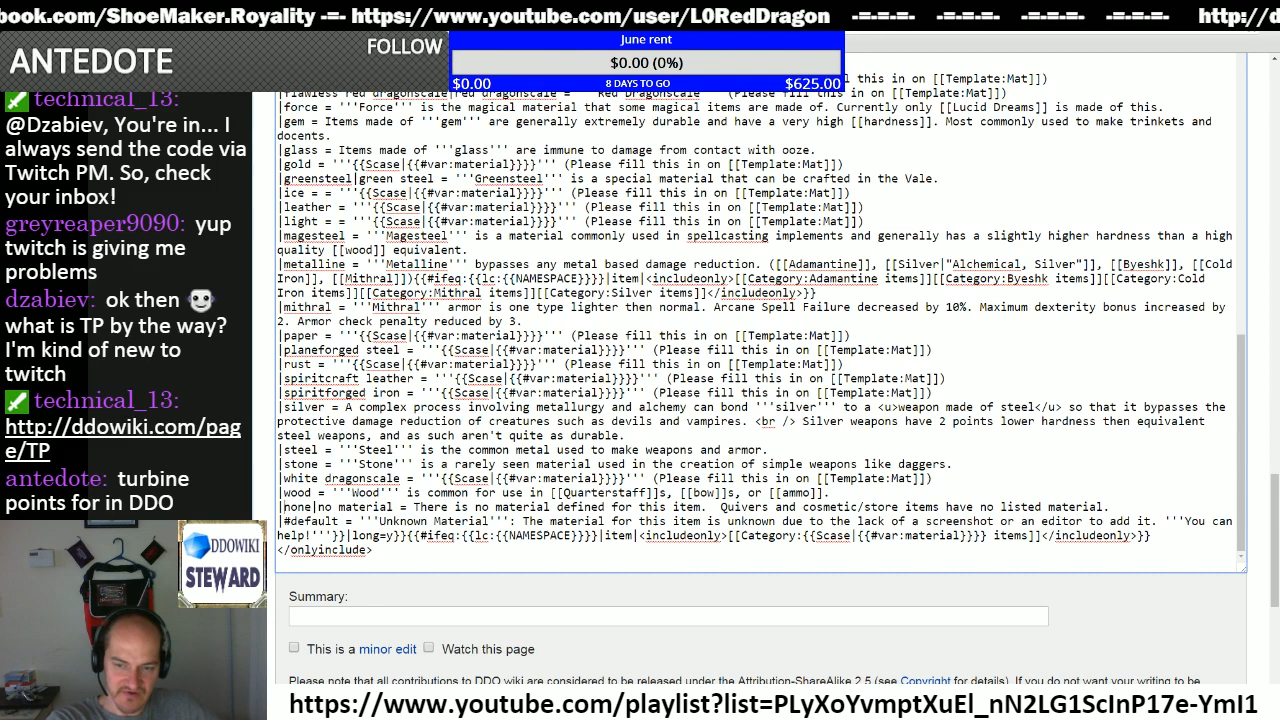 book.com/ShoeMaker.Royality -=- https://www.youtube.com/user/L0RedDragon -=-=-=- -=-=-=- -=-=-=- -=-=-=- http://d
ANTEDOTE
FOLLOW
June rent
$0.00 (0%)
$0.00 8 DAYS TO GO $625.00
technical_13:
@Dzabiev, You're in... I
always send the code via
Twitch PM. So, check
your inbox!
greyreaper9090: yup
twitch is giving me
problems
dzabiev: ok then
what is TP by the way?
I'm kind of new to
twitch
technical_13:
http://ddowiki.com/pag
e/TP
antedote: turbine
points for in DDO
DDOWIKI
STEWARD
l this in on [[Template:Mat]])
|flawless red dragonscale|red dragonscale = '''Red Dragonscale''' (Please fill this in on [[Template:Mat]])
|force = '''Force''' is the magical material that some magical items are made of. Currently only [[Lucid Dreams]] is made of this.
|gem = Items made of '''gem''' are generally extremely durable and have a very high [[hardness]]. Most commonly used to make trinkets and
docents.
|glass = Items made of '''glass''' are immune to damage from contact with ooze.
|gold = '''{{Scase|{{#var:material}}}}''' (Please fill this in on [[Template:Mat]])
|greensteel|green steel = '''Greensteel''' is a special material that can be crafted in the Vale.
|ice = = '''{{Scase|{{#var:material}}}}''' (Please fill this in on [[Template:Mat]])
|leather = '''{{Scase|{{#var:material}}}}''' (Please fill this in on [[Template:Mat]])
|light = '''{{Scase|{{#var:material}}}}''' (Please fill this in on [[Template:Mat]])
|magesteel = '''Magesteel''' is a material commonly used in spellcasting implements and generally has a slightly higher hardness than a high
quality [[wood]] equivalent.
|metalline = '''Metalline''' bypasses any metal based damage reduction. ([[Adamantine]], [[Silver|"Alchemical, Silver"]], [[Byeshk]], [[Cold
Iron]], [[Mithral]]){{#ifeq:{{lc:{{NAMESPACE}}}}|item|<includeonly>[[Category:Adamantine items]][[Category:Byeshk items]][[Category:Cold
Iron items]][[Category:Mithral items]][[Category:Silver items]]</includeonly>}}
|mithral = '''Mithral''' armor is one type lighter then normal. Arcane Spell Failure decreased by 10%. Maximum dexterity bonus increased by
2. Armor check penalty reduced by 3.
|paper = '''{{Scase|{{#var:material}}}}''' (Please fill this in on [[Template:Mat]])
|planeforged steel = '''{{Scase|{{#var:material}}}}''' (Please fill this in on [[Template:Mat]])
|rust = '''{{Scase|{{#var:material}}}}''' (Please fill this in on [[Template:Mat]])
|spiritcraft leather = '''{{Scase|{{#var:material}}}}''' (Please fill this in on [[Template:Mat]])
|spiritforged iron = '''{{Scase|{{#var:material}}}}''' (Please fill this in on [[Template:Mat]])
|silver = A complex process involving metallurgy and alchemy can bond '''silver''' to a <u>weapon made of steel</u> so that it bypasses the
protective damage reduction of creatures such as devils and vampires. <br /> Silver weapons have 2 points lower hardness then equivalent
steel weapons, and as such aren't quite as durable.
|steel = '''Steel''' is the common metal used to make weapons and armor.
|stone = '''Stone''' is a rarely seen material used in the creation of simple weapons like daggers.
|white dragonscale = '''{{Scase|{{#var:material}}}}''' (Please fill this in on [[Template:Mat]])
|wood = '''Wood''' is common for use in [[Quarterstaff]]s, [[bow]]s, or [[ammo]].
|none|no material = There is no material defined for this item.  Quivers and cosmetic/store items have no listed material.
|#default = '''Unknown Material''': The material for this item is unknown due to the lack of a screenshot or an editor to add it. '''You can
help!'''}}|long=y}}{{#ifeq:{{lc:{{NAMESPACE}}}}|item|<includeonly>[[Category:{{Scase|{{#var:material}}}} items]]</includeonly>}}
</onlyinclude>
Summary:
This is a minor edit Watch this page
Please note that all contributions to DDO wiki are considered to be released under the Attribution-ShareAlike 2.5 (see Copyright for details). If you do not want your writing to be
https://www.youtube.com/playlist?list=PLyXoYvmptXuEl_nN2LG1ScInP17e-YmI1